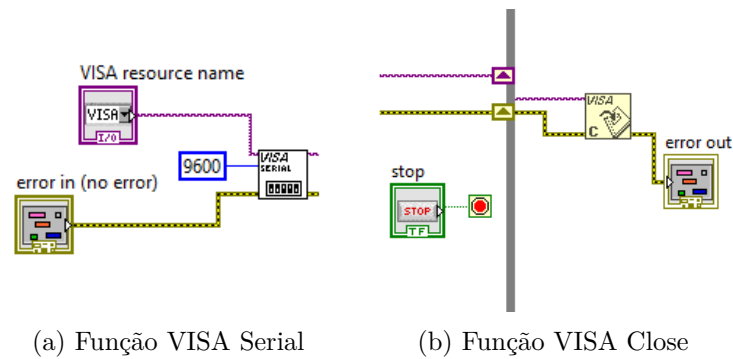 VISA resource name
VISA
I/O
9600
VISA
SERIAL
error in (no error)
VISA
C
error out
stop
STOP
TF
(a) Função VISA Serial
(b) Função VISA Close